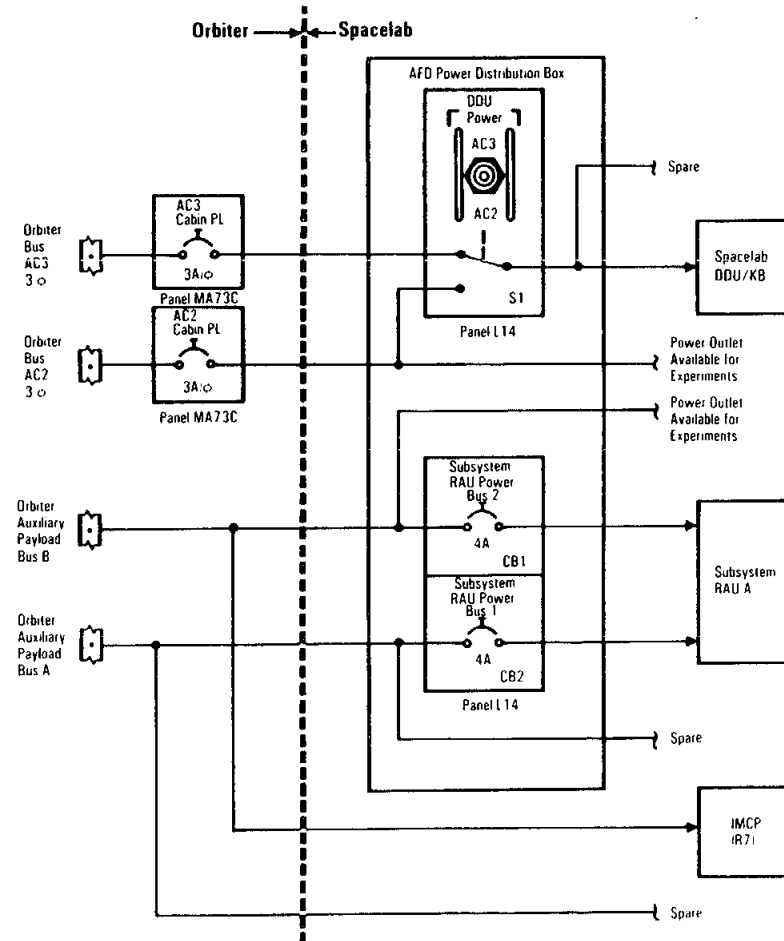 Orbiter
Spacelab
AFD Power Distribution Box
DDU
Power
AC3
AC2
S1
Panel L14
Spare
Spacelab
DDU/KB
Orbiter
Bus
AC3
3 ϕ
AC3
Cabin PL
3A/ϕ
Panel MA73C
Orbiter
Bus
AC2
3 ϕ
AC2
Cabin PL
3A/ϕ
Panel MA73C
Power Outlet
Available for
Experiments
Power Outlet
Available for
Experiments
Orbiter
Auxiliary
Payload
Bus B
Subsystem
RAU Power
Bus 2
4A
CB1
Subsystem
RAU A
Orbiter
Auxiliary
Payload
Bus A
Subsystem
RAU Power
Bus 1
4A
CB2
Panel L14
Spare
IMCP
(R7)
Spare